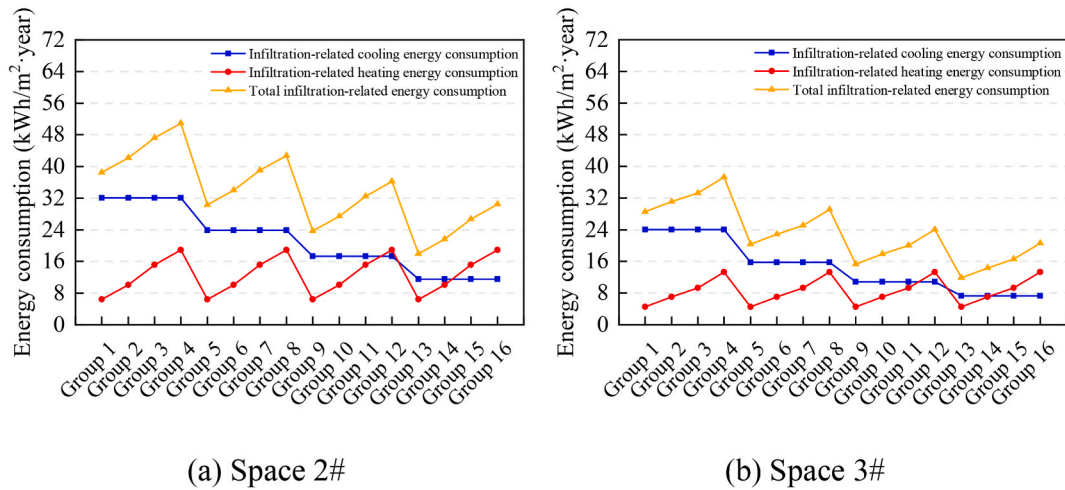 Energy consumption (kWh/m²·year)
72
64
56
48
40
32
24
16
8
0
Infiltration-related cooling energy consumption
Infiltration-related heating energy consumption
Total infiltration-related energy consumption
Group 1
Group 2
Group 3
Group 4
Group 5
Group 6
Group 7
Group 8
Group 9
Group 10
Group 11
Group 12
Group 13
Group 14
Group 15
Group 16
(a) Space 2#
Energy consumption (kWh/m²·year)
72
64
56
48
40
32
24
16
8
0
Infiltration-related cooling energy consumption
Infiltration-related heating energy consumption
Total infiltration-related energy consumption
Group 1
Group 2
Group 3
Group 4
Group 5
Group 6
Group 7
Group 8
Group 9
Group 10
Group 11
Group 12
Group 13
Group 14
Group 15
Group 16
(b) Space 3#